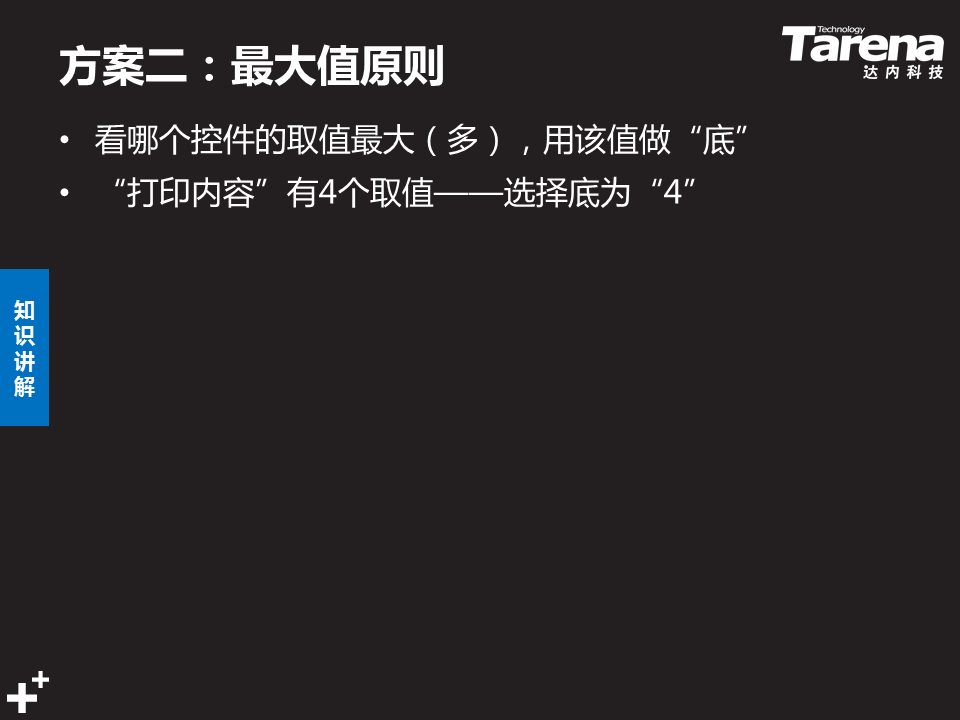 方案二：最大值原则
Technology
Tarena
达内科技
• 看哪个控件的取值最大（多），用该值做“底”
• “打印内容”有4个取值——选择底为“4”
知
识
讲
解